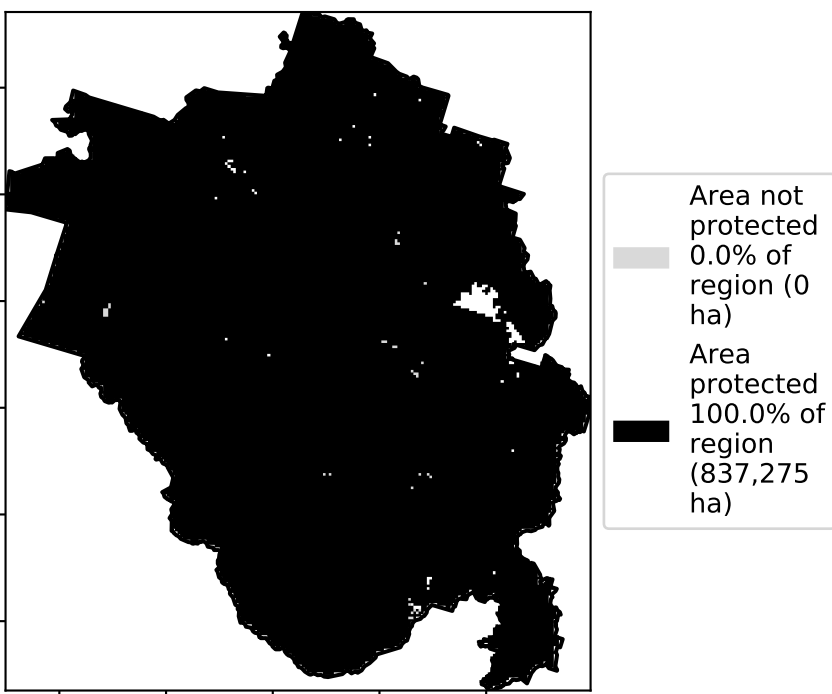 Area not
protected
0.0% of
region (0
ha)
Area
protected
100.0% of
region
(837,275
ha)